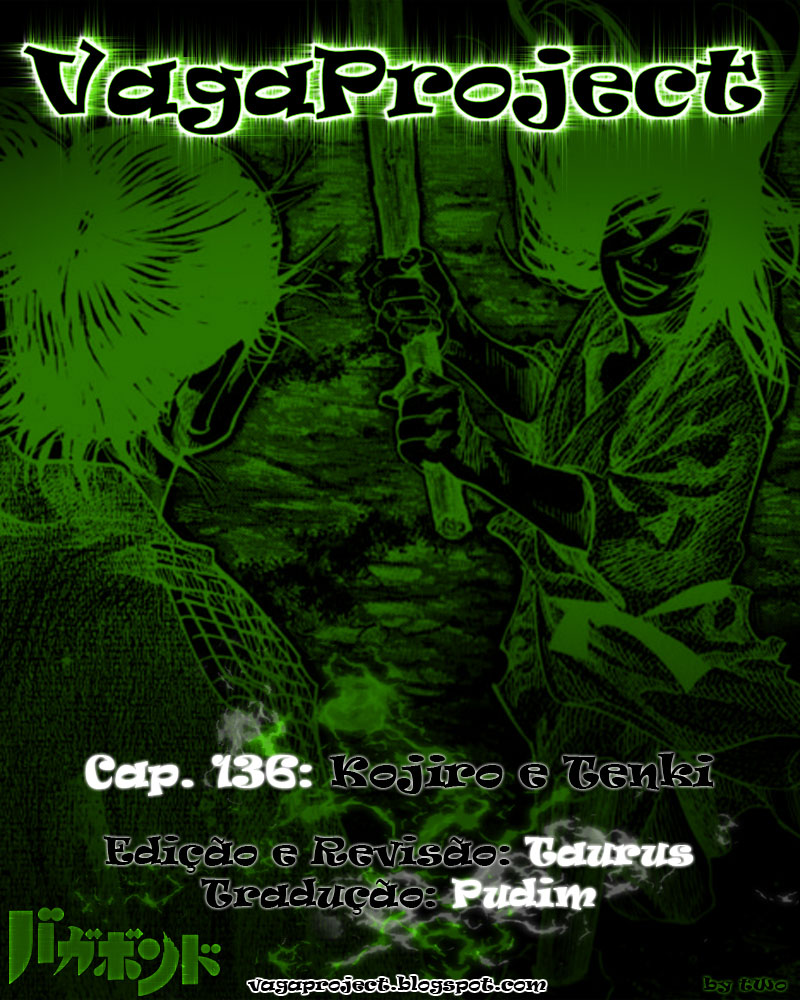 VagaProject
Cap. 136: Kojiro e Tenki
Edição e Revisão: Taurus
Tradução: Pudim
バガボンド
vagaproject.blogspot.com
by tWo